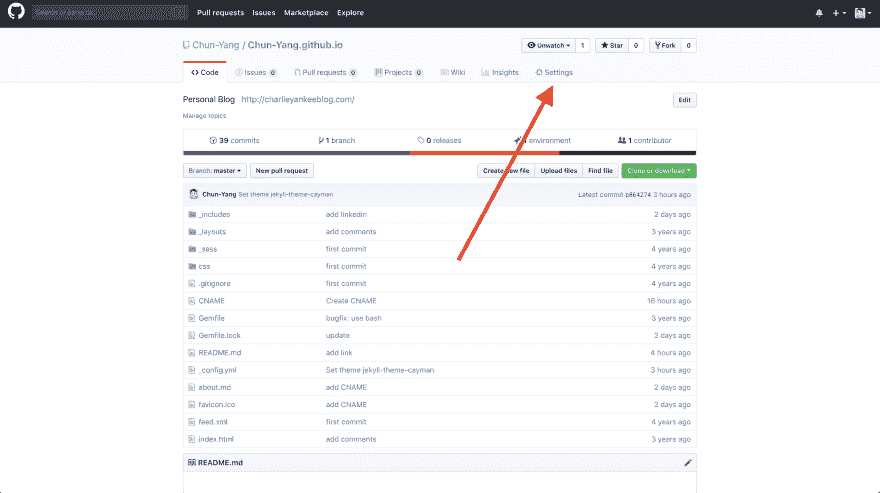 Pull requests Issues Marketplace Explore
Chun-Yang / Chun-Yang.github.io
Unwatch 1 Star 0 Fork 0
Code Issues 0 Pull requests 0 Projects 0 Wiki Insights Settings
Personal Blog http://charlieyankeeblog.com/ Edit
Manage topics
39 commits 1 branch 0 releases environment 1 contributor
Branch: master New pull request Create new file Upload files Find file Clone or download
Chun-Yang Set theme jekyll-theme-cayman Latest commit b864274 3 hours ago
_includes add linkedin 2 days ago
_layouts add comments 3 years ago
_sass first commit 4 years ago
css first commit 4 years ago
.gitignore first commit 4 years ago
CNAME Create CNAME 16 hours ago
Gemfile bugfix: use bash 3 years ago
Gemfile.lock update 2 days ago
README.md add link 4 hours ago
_config.yml Set theme jekyll-theme-cayman 3 hours ago
about.md add CNAME 2 days ago
favicon.ico add CNAME 2 days ago
feed.xml first commit 4 years ago
index.html add comments 3 years ago
README.md